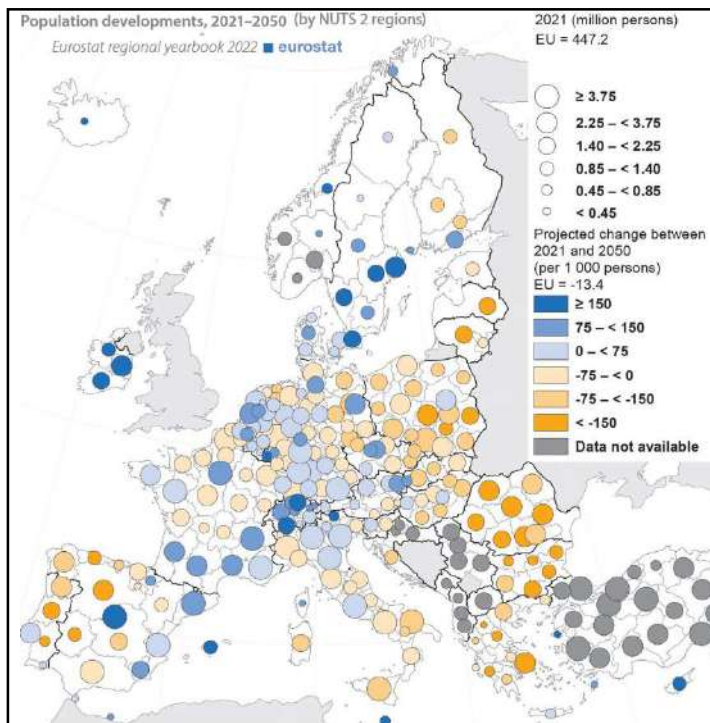 Population developments, 2021–2050 (by NUTS 2 regions)
Eurostat regional yearbook 2022 eurostat
2021 (million persons)
EU = 447.2
≥ 3.75
2.25 – < 3.75
1.40 – < 2.25
0.85 – < 1.40
0.45 – < 0.85
< 0.45
Projected change between
2021 and 2050
(per 1 000 persons)
EU = -13.4
≥ 150
75 – < 150
0 – < 75
-75 – < 0
-75 – < -150
< -150
Data not available